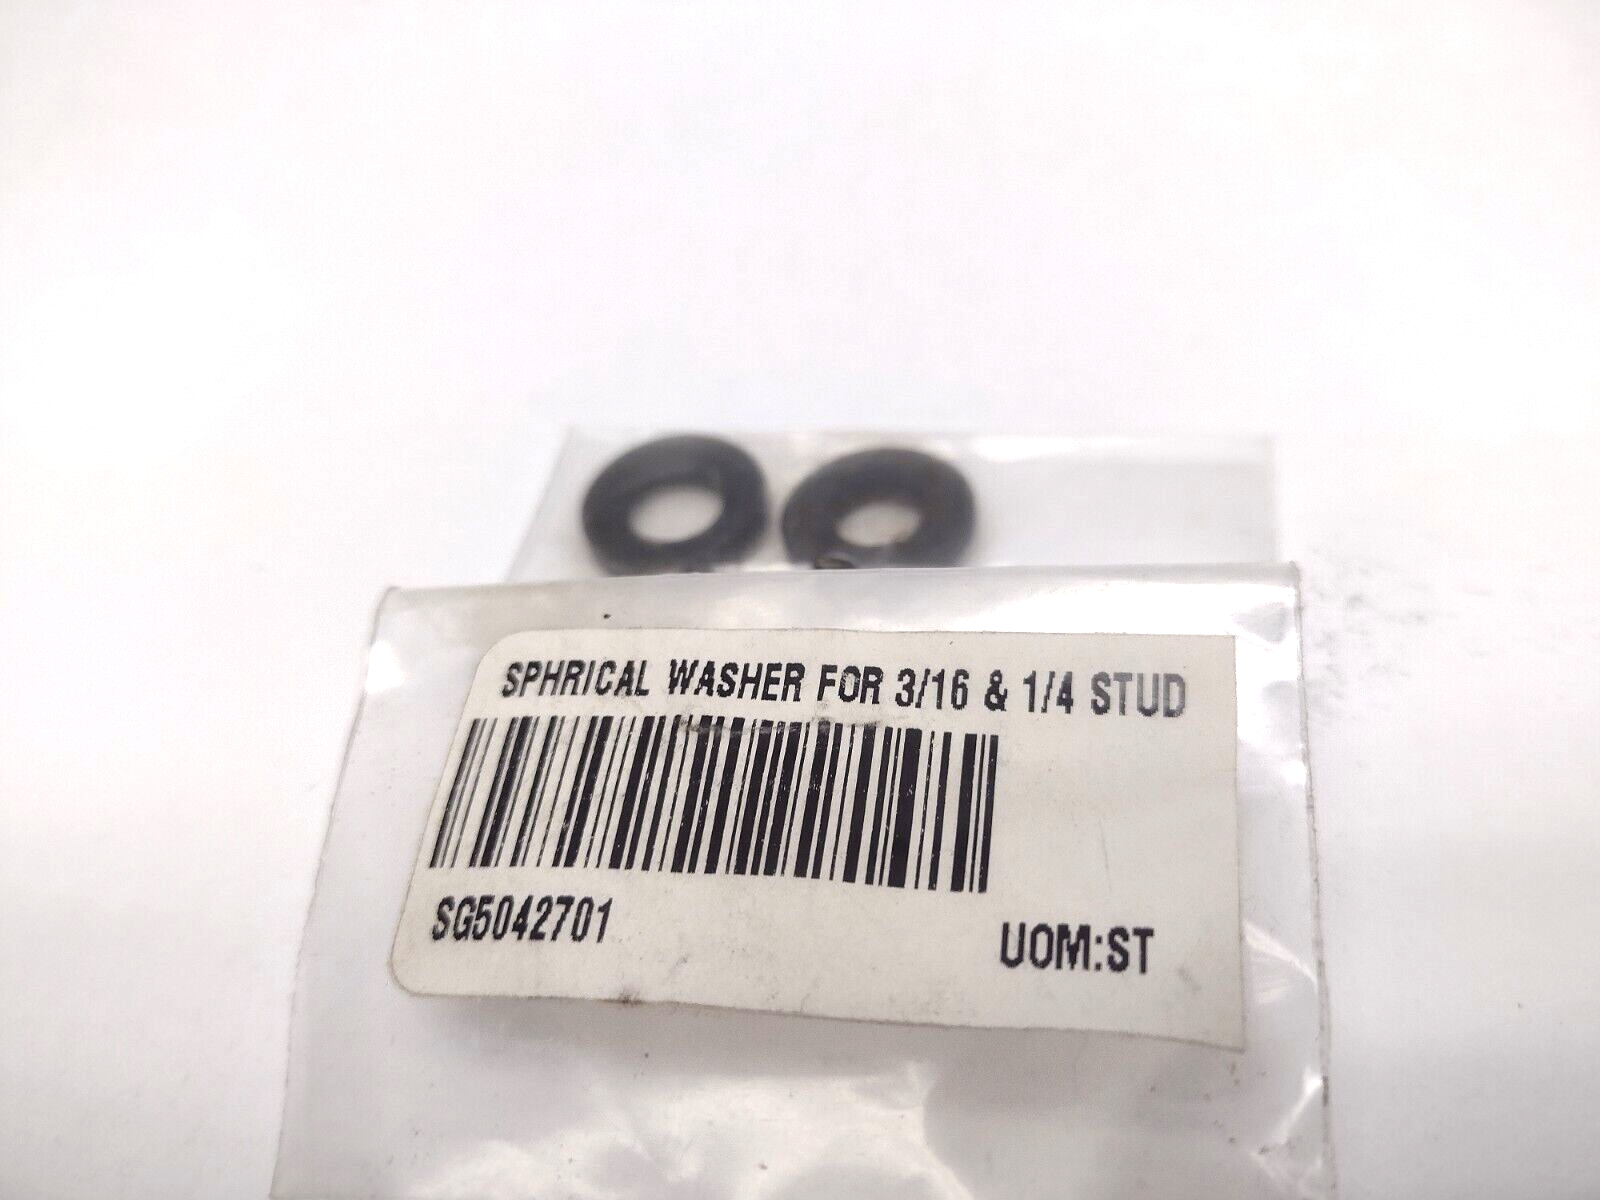 SPHRICAL WASHER FOR 3/16 & 1/4 STUD
SG5042701
UOM:ST